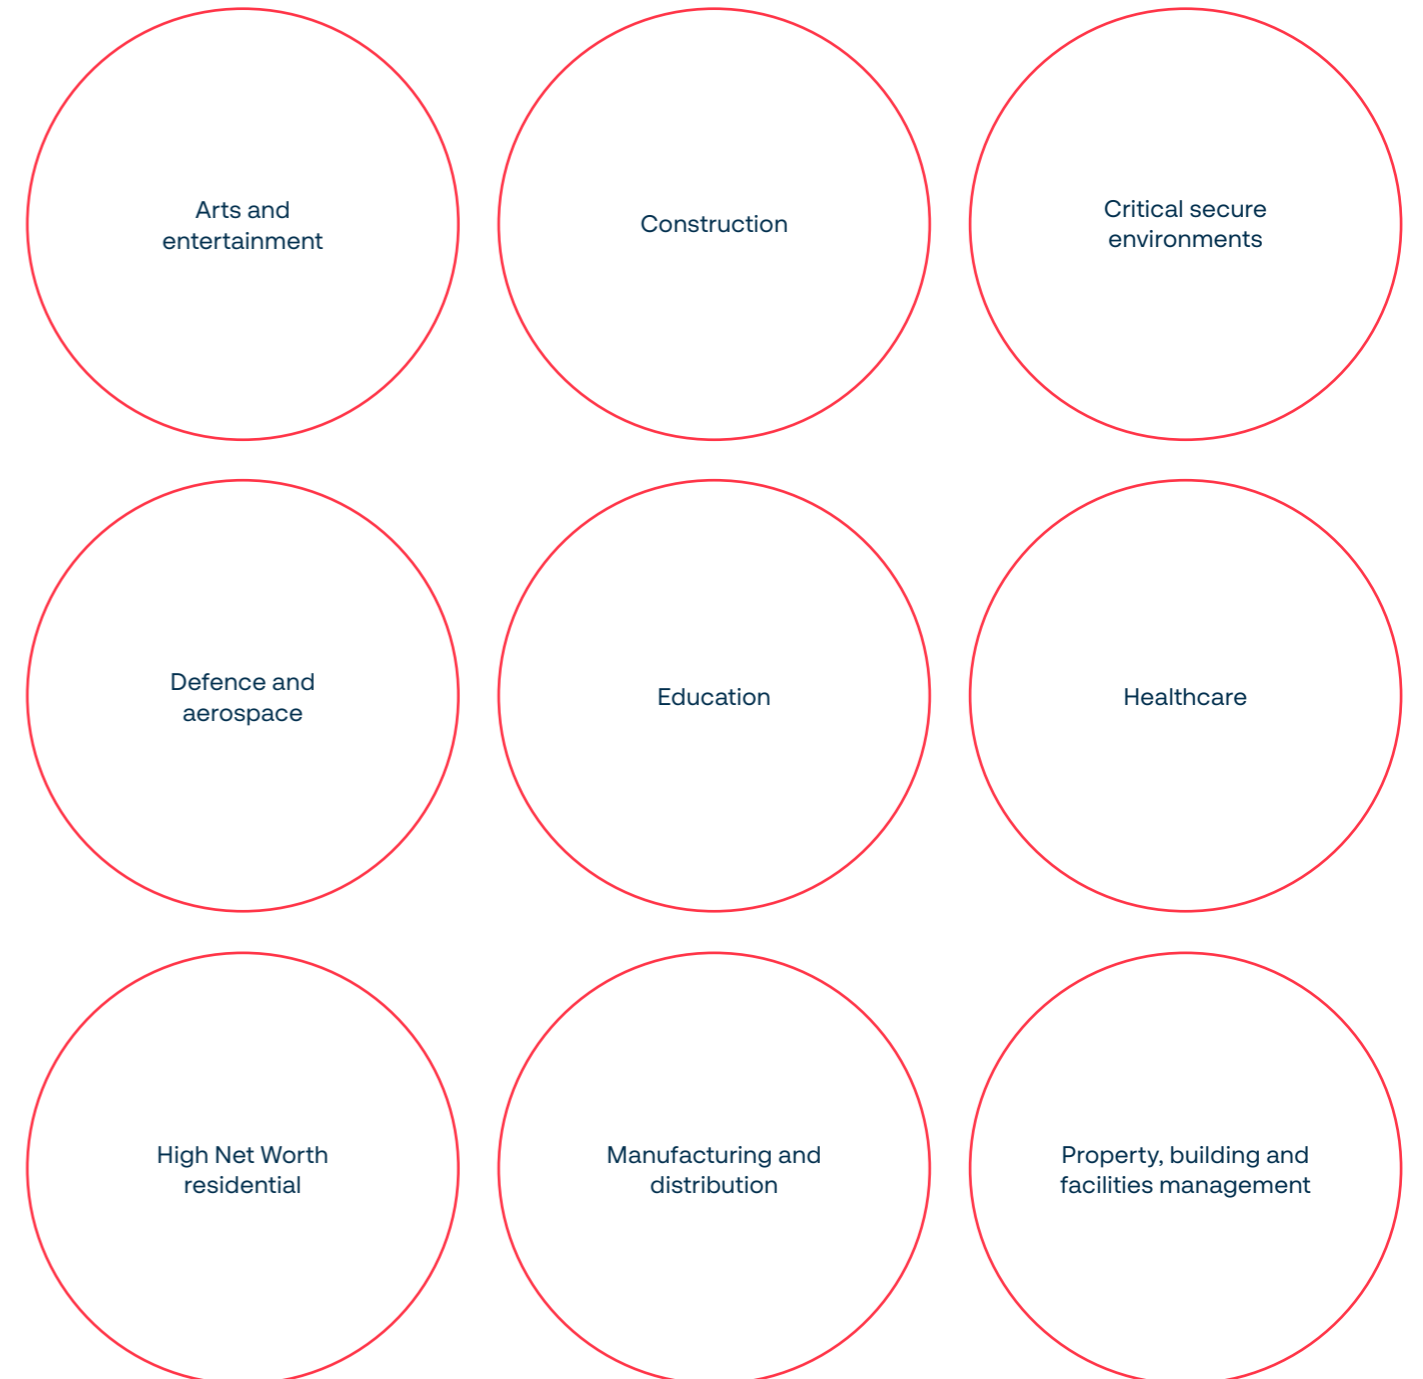 Arts and
entertainment
Construction
Critical secure
environments
Defence and
aerospace
Education
Healthcare
High Net Worth
residential
Manufacturing and
distribution
Property, building and
facilities management